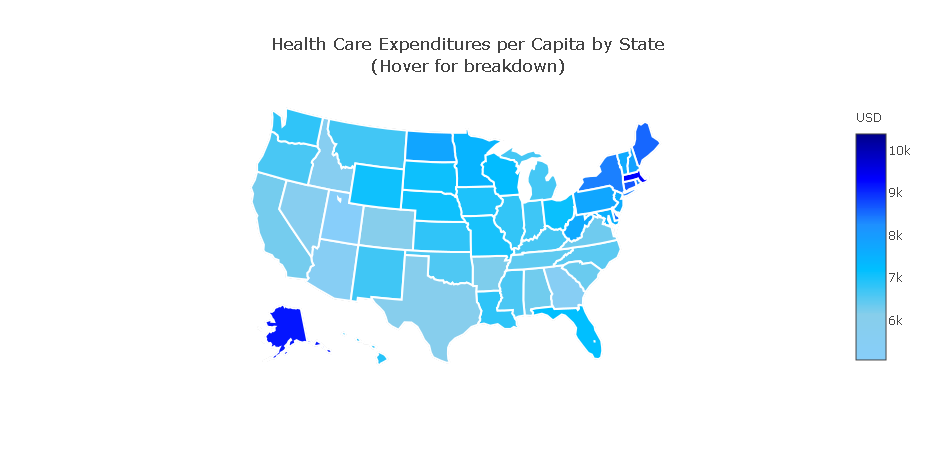 Health Care Expenditures per Capita by State
(Hover for breakdown)
USD
10k
9k
8k
7k
6k